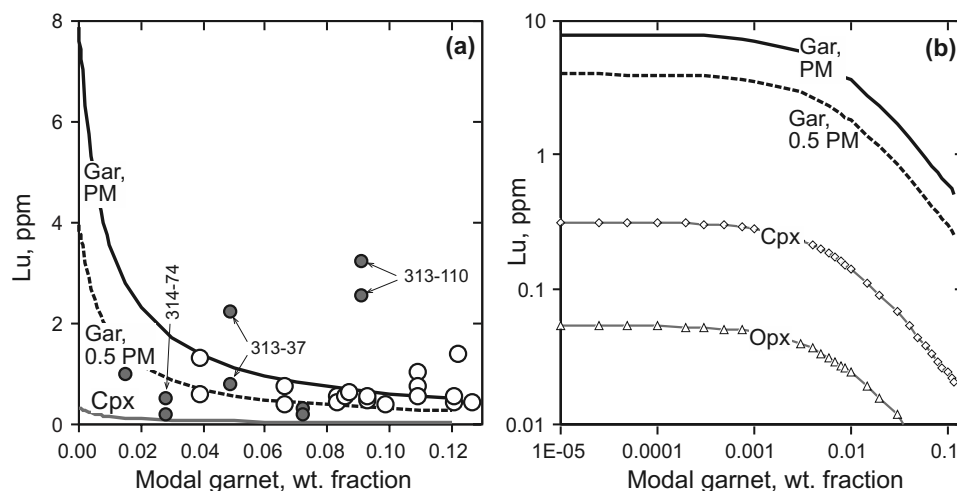 8
6
4
2
0
Lu, ppm
(a)
Gar,
PM
Gar,
0.5 PM
Cpx
314-74
313-37
313-110
0.00 0.02 0.04 0.06 0.08 0.10 0.12
Modal garnet, wt. fraction
10
1
0.1
0.01
Lu, ppm
(b)
Gar,
PM
Gar,
0.5 PM
Cpx
Opx
1E-05 0.0001 0.001 0.01 0.1
Modal garnet, wt. fraction